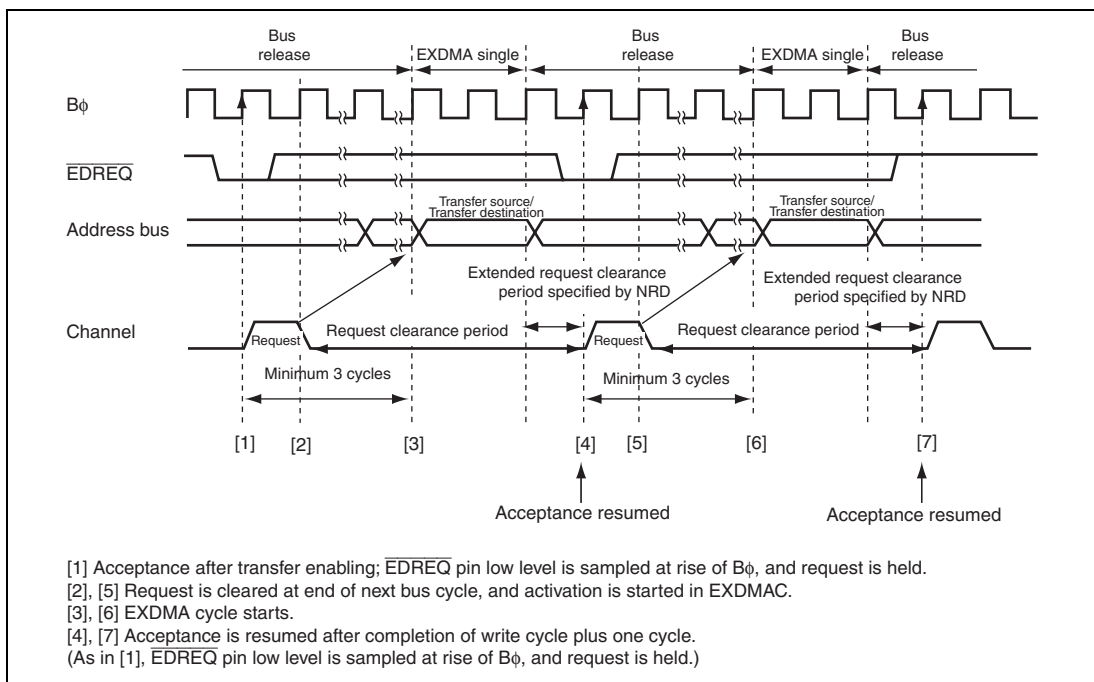 Bus
release
EXDMA single
Bus
release
EXDMA single
Bus
release
Bφ
EDREQ
Transfer source/
Transfer destination
Transfer source/
Transfer destination
Address bus
Extended request clearance
period specified by NRD
Extended request clearance
period specified by NRD
Channel
Request
Request clearance period
Request
Request clearance period
Minimum 3 cycles
Minimum 3 cycles
[1]
[2]
[3]
[4]
[5]
[6]
[7]
Acceptance resumed
Acceptance resumed
[1] Acceptance after transfer enabling; EDREQ pin low level is sampled at rise of Bφ, and request is held.
[2], [5] Request is cleared at end of next bus cycle, and activation is started in EXDMAC.
[3], [6] EXDMA cycle starts.
[4], [7] Acceptance is resumed after completion of write cycle plus one cycle.
(As in [1], EDREQ pin low level is sampled at rise of Bφ, and request is held.)